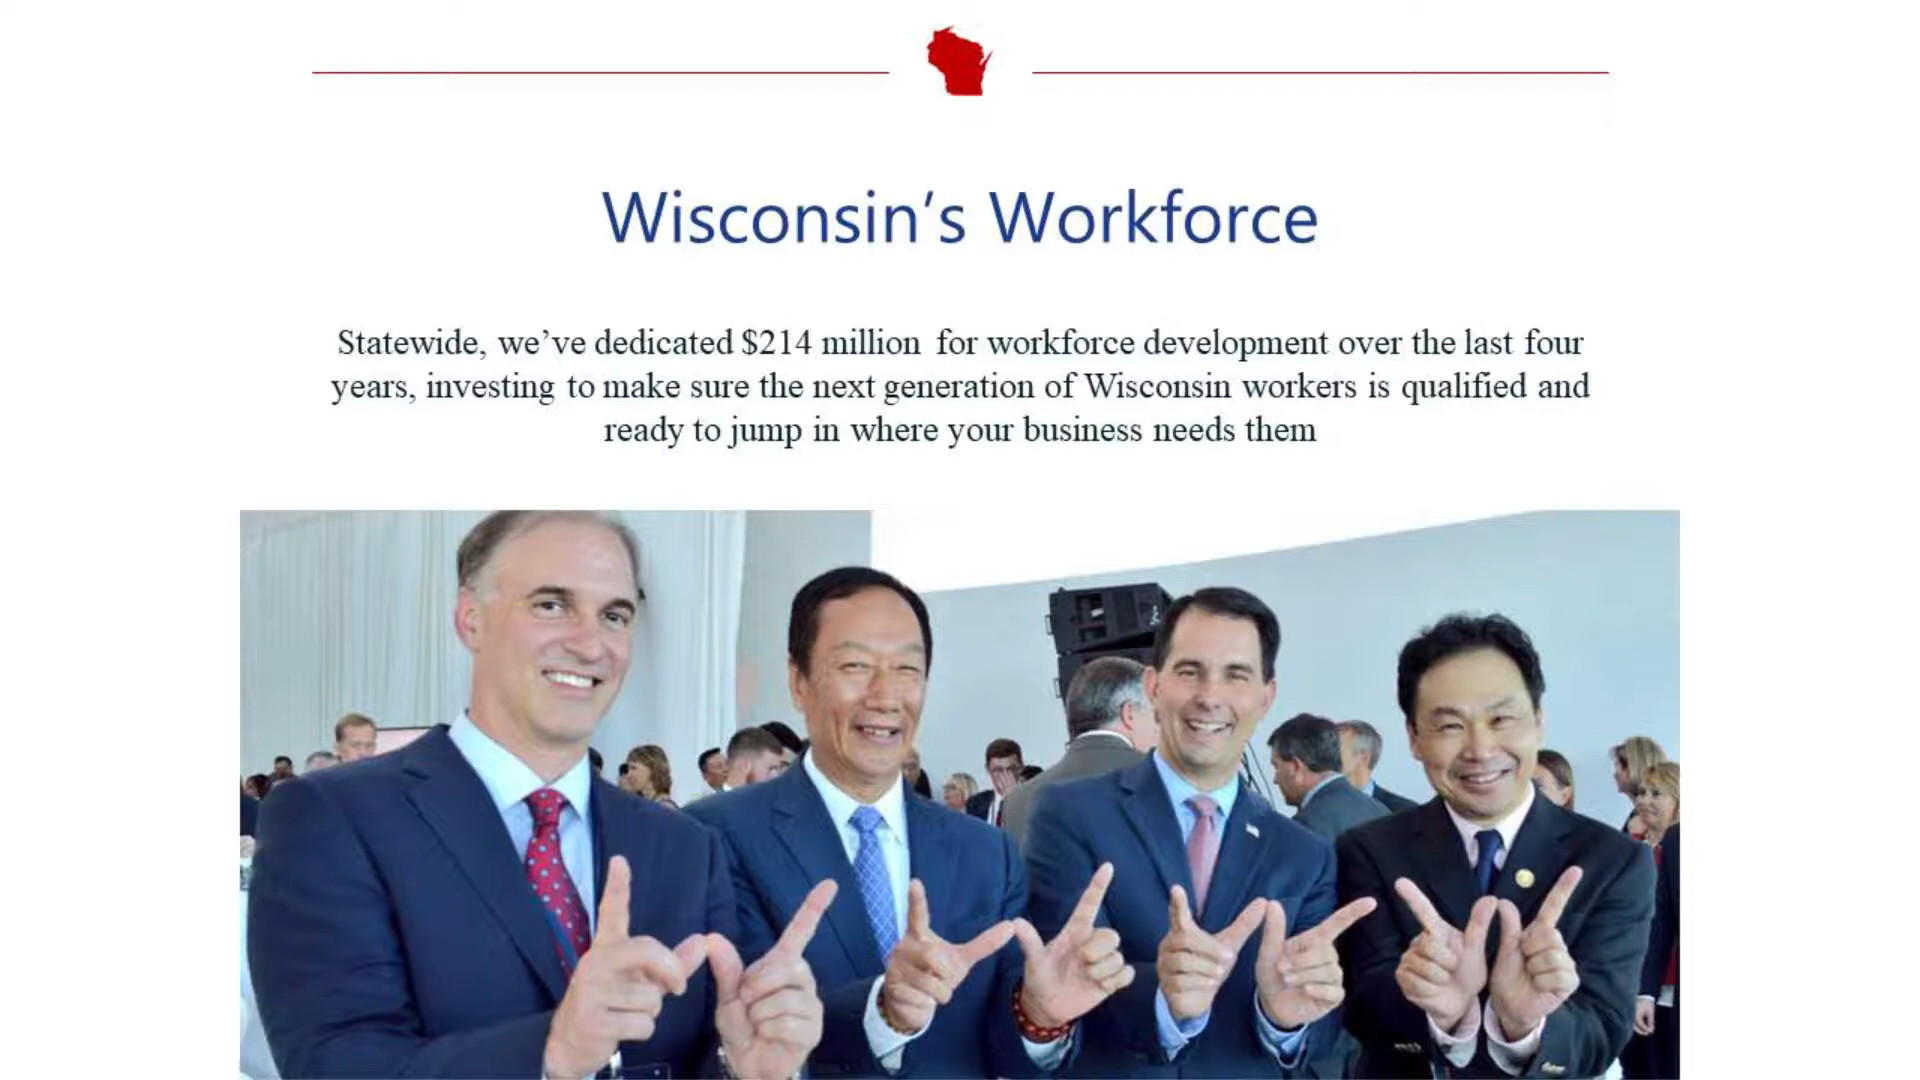 Wisconsin’s Workforce
Statewide, we’ve dedicated $214 million for workforce development over the last four
years, investing to make sure the next generation of Wisconsin workers is qualified and
ready to jump in where your business needs them